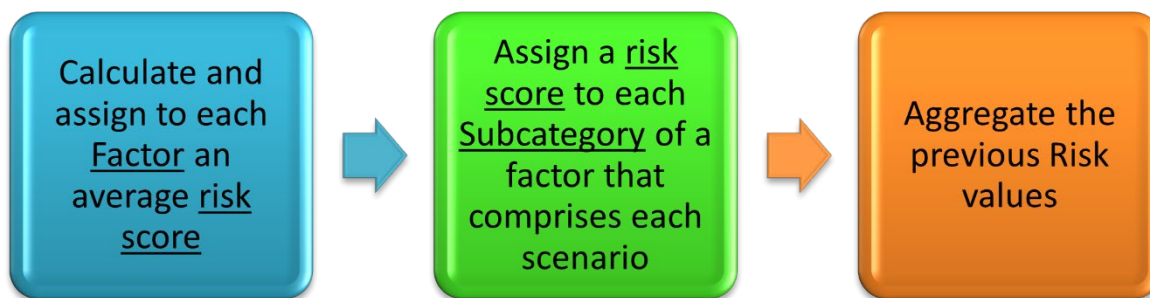 Calculate and
assign to each
Factor an
average risk
score
Assign a risk
score to each
Subcategory of a
factor that
comprises each
scenario
Aggregate the
previous Risk
values